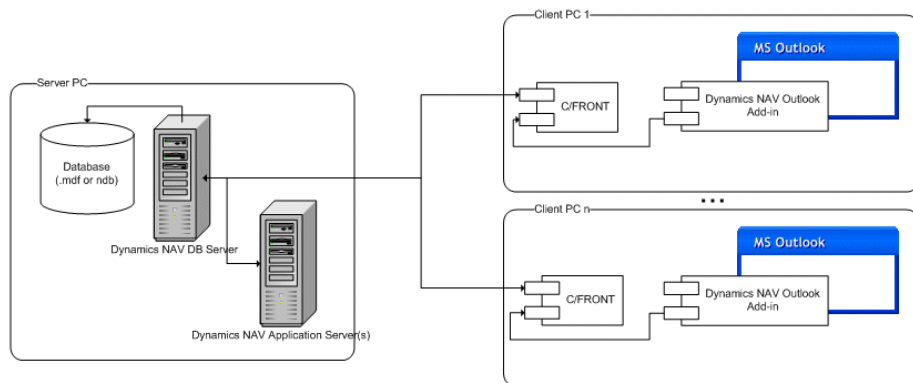 Server PC
Database
(.mdf or ndb)
Dynamics NAV DB Server
Dynamics NAV Application Server(s)
Client PC 1
MS Outlook
C/FRONT
Dynamics NAV Outlook
Add-in
...
Client PC n
MS Outlook
C/FRONT
Dynamics NAV Outlook
Add-in